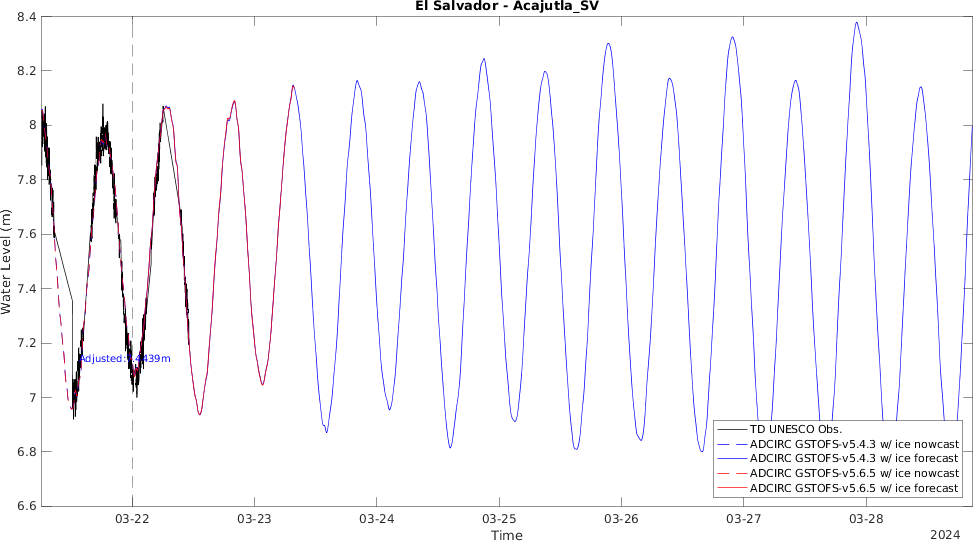 El Salvador - Acajutla_SV
8.4
8.2
8
7.8
7.6
7.4
7.2
7
6.8
6.6
Water Level (m)
Adjusted: 439m
TD UNESCO Obs.
ADCIRC GSTOFS-v5.4.3 w/ ice nowcast
ADCIRC GSTOFS-v5.4.3 w/ ice forecast
ADCIRC GSTOFS-v5.6.5 w/ ice nowcast
ADCIRC GSTOFS-v5.6.5 w/ ice forecast
03-22 03-23 03-24 03-25 03-26 03-27 03-28
Time
2024